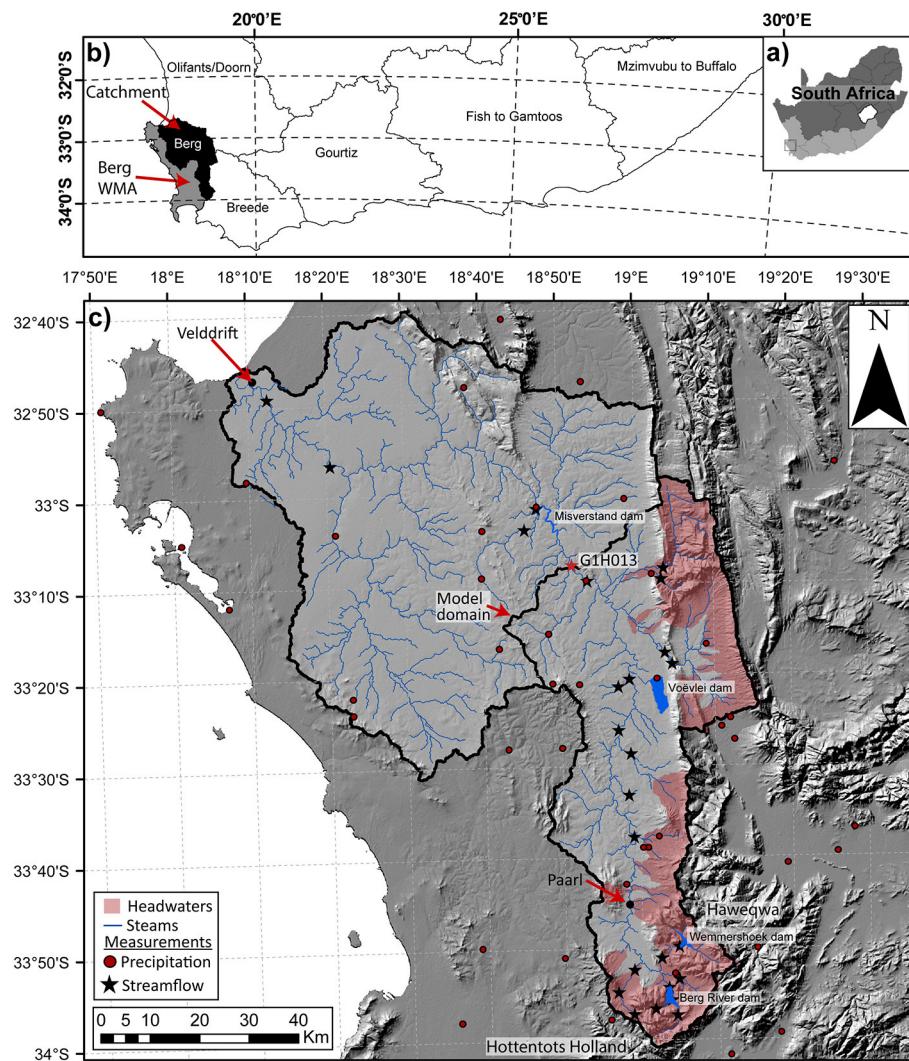 20°0'E
25°0'E
30°0'E
b)
a)
32°0'S
33°0'S
34°0'S
Olifants/Doorn
Mzimvubu to Buffalo
Catchment
South Africa
Fish to Gamtoos
Berg
Gourtiz
Berg
WMA
Breede
17°50'E
18°E
18°10'E
18°20'E
18°30'E
18°40'E
18°50'E
19°E
19°10'E
19°20'E
19°30'E
c)
N
32°40'S
Velddrift
32°50'S
33°S
Misverstand dam
G1H013
33°10'S
Model
domain
33°20'S
Voëvlei dam
33°30'S
33°40'S
Paarl
Haweqwa
Wemmershoek dam
33°50'S
Berg River dam
34°S
Hottentots Holland
Headwaters
Steams
Measurements
Precipitation
Streamflow
0 5 10 20 30 40
Km